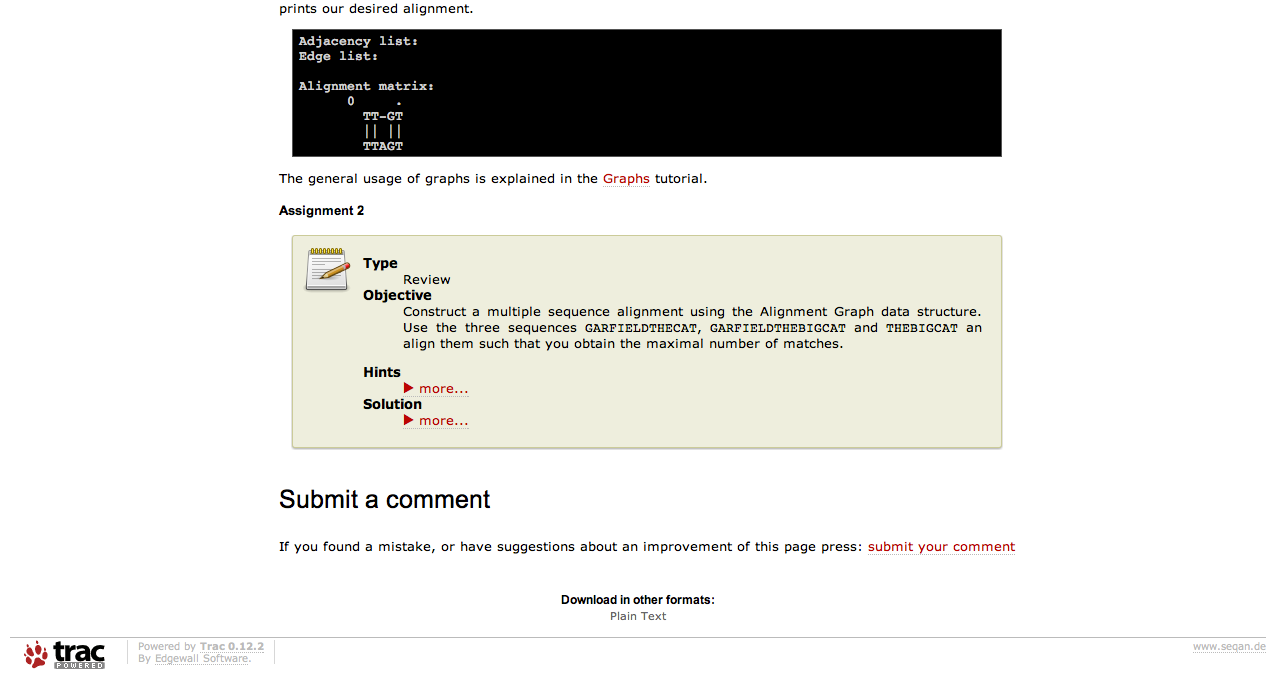 prints our desired alignment.
Adjacency list:
Edge list:
Alignment matrix:
0     .
TT-GT
|| ||
TTAGT
The general usage of graphs is explained in the Graphs tutorial.
Assignment 2
Type
Review
Objective
Construct a multiple sequence alignment using the Alignment Graph data structure.
Use the three sequences GARFIELDTHECAT, GARFIELDTHEBIGCAT and THEBIGCAT an
align them such that you obtain the maximal number of matches.
Hints
more...
Solution
more...
Submit a comment
If you found a mistake, or have suggestions about an improvement of this page press: submit your comment
Download in other formats:
Plain Text
trac
POWERED
Powered by Trac 0.12.2
By Edgewall Software.
www.seqan.de